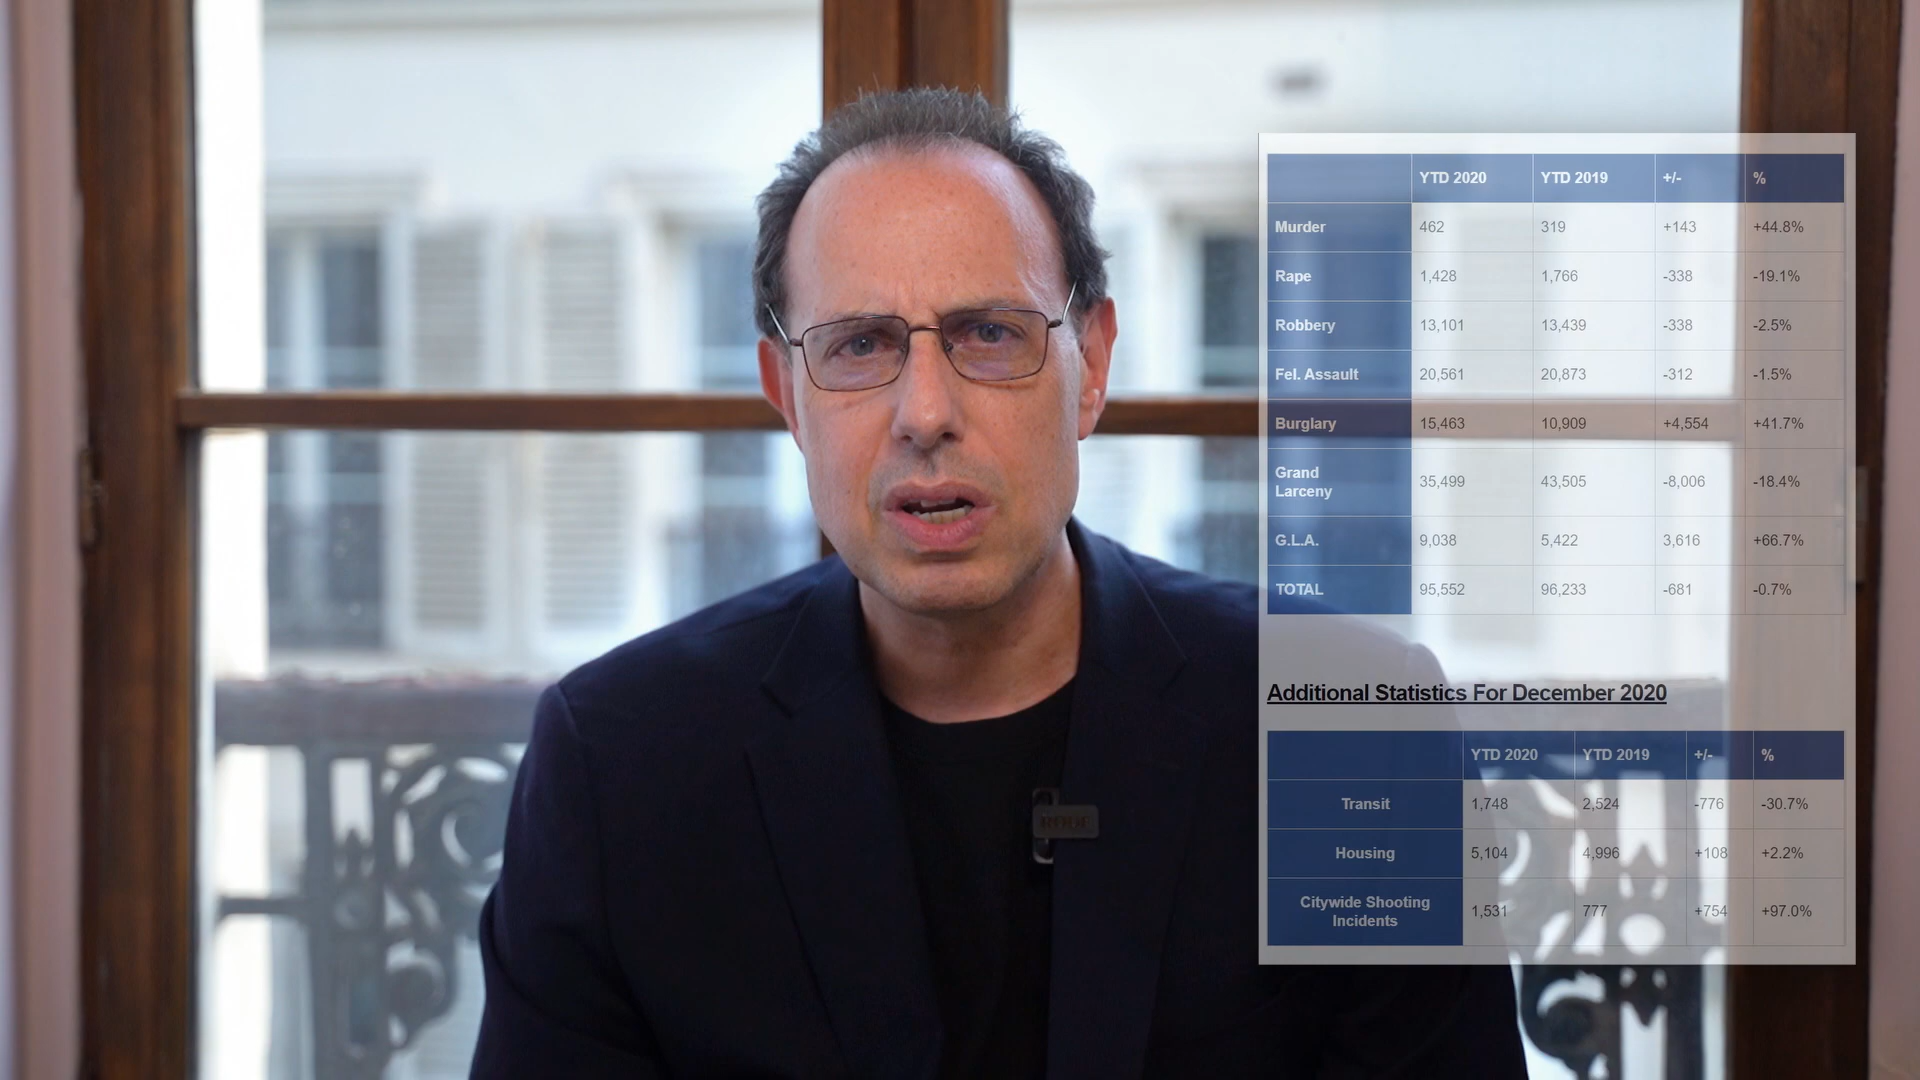 YTD 2020 YTD 2019 +/- %
Murder 462 319 +143 +44.8%
Rape 1,428 1,766 -338 -19.1%
Robbery 13,101 13,439 -338 -2.5%
Fel. Assault 20,561 20,873 -312 -1.5%
Burglary 15,463 10,909 +4,554 +41.7%
Grand
Larceny 35,499 43,505 -8,006 -18.4%
G.L.A. 9,038 5,422 3,616 +66.7%
TOTAL 95,552 96,233 -681 -0.7%
Additional Statistics For December 2020
YTD 2020 YTD 2019 +/- %
Transit 1,748 2,524 -776 -30.7%
Housing 5,104 4,996 +108 +2.2%
Citywide Shooting
Incidents 1,531 777 +754 +97.0%